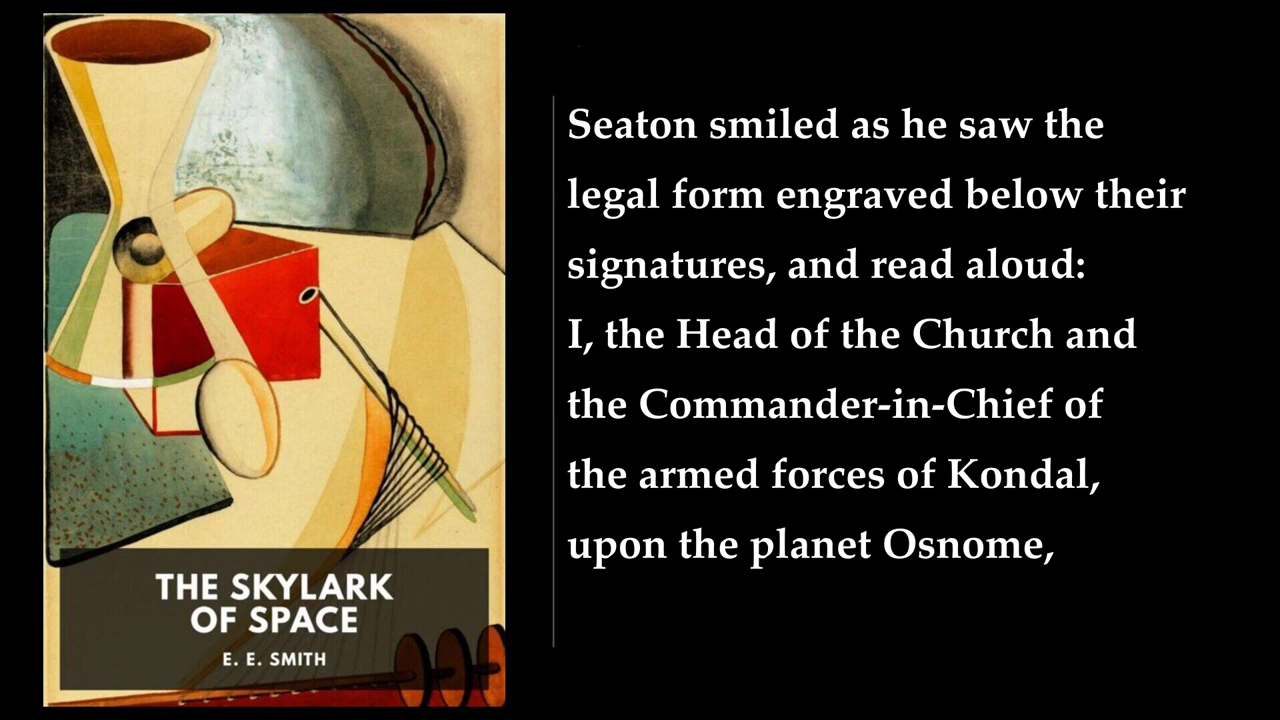 THE SKYLARK
OF SPACE
E. E. SMITH
Seaton smiled as he saw the
legal form engraved below their
signatures, and read aloud:
I, the Head of the Church and
the Commander-in-Chief of
the armed forces of Kondal,
upon the planet Osnome,